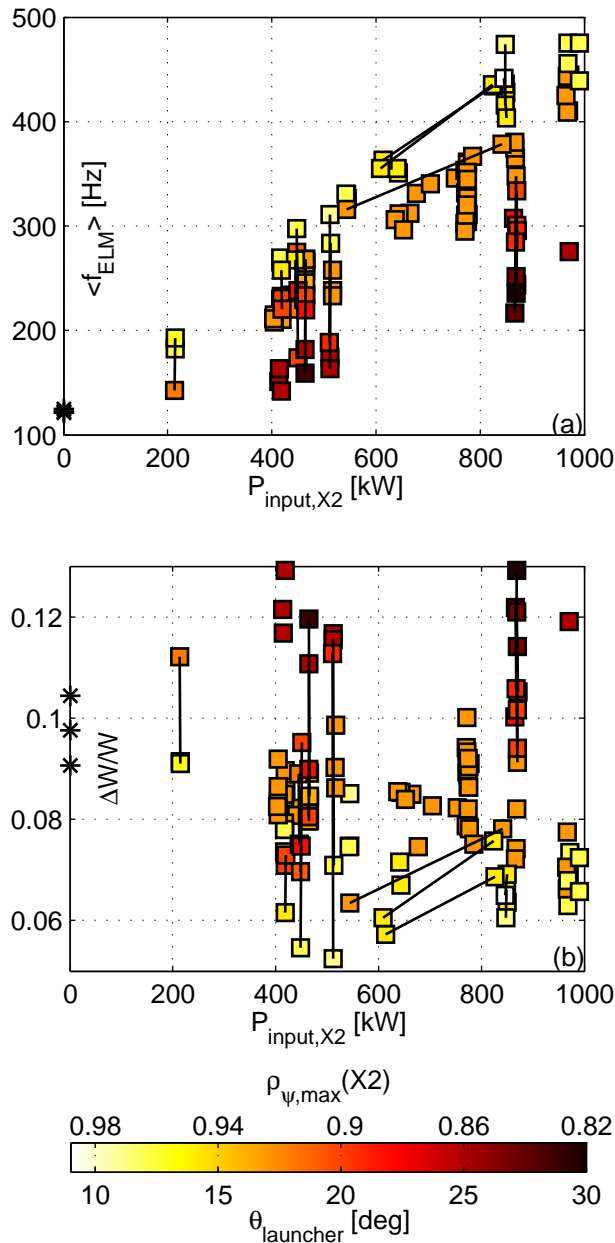 500
400
300
200
100
<f_ELM> [Hz]
(a)
0 200 400 600 800 1000
P_input,X2 [kW]
0.12
0.1
0.08
0.06
ΔW/W
(b)
0 200 400 600 800 1000
P_input,X2 [kW]
ρ_ψ,max(X2)
0.98 0.94 0.9 0.86 0.82
10 15 20 25 30
θ_launcher [deg]